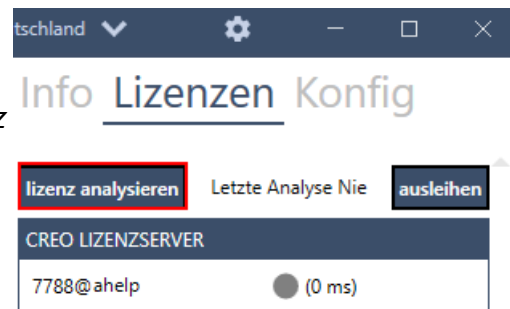 tschland
Info Lizenzen Konfig
z
lizenz analysieren Letzte Analyse Nie ausleihen
CREO LIZENZSERVER
7788@ahelp (0 ms)